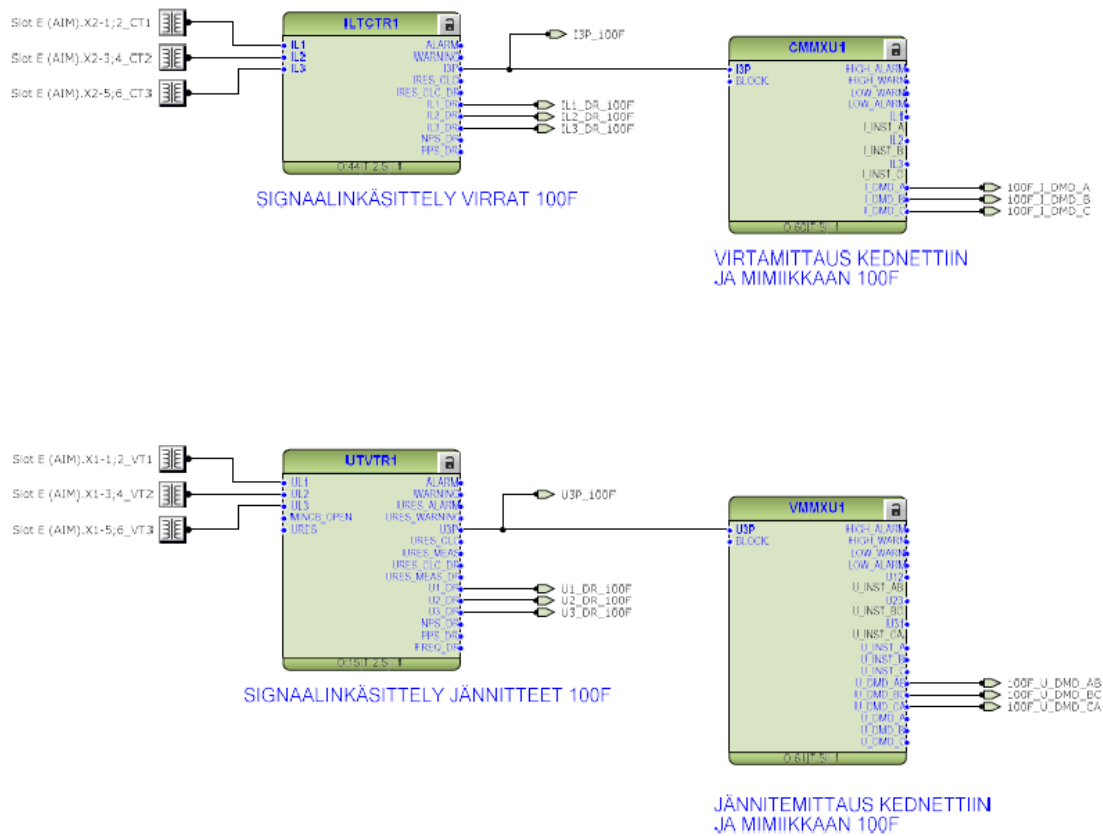 Slot E (AIM).X2-1;2_CT1
Slot E (AIM).X2-3;4_CT2
Slot E (AIM).X2-5;6_CT3
ILTCTR1
IL1
IL2
IL3
ALARM
WARNING
I3P
IRES_CLC
IRES_CLC_DR
IL1_DR
IL2_DR
IL3_DR
NPS_DR
PPS_DR
I3P_100F
IL1_DR_100F
IL2_DR_100F
IL3_DR_100F
SIGNAALINKÄSITTELY VIRRAT 100F
CMMXU1
I3P
BLOCK
HIGH_ALARM
HIGH_WARN
LOW_WARN
LOW_ALARM
IL1
I_INST_A
IL2
I_INST_B
IL3
I_INST_C
I_DMD_A
I_DMD_B
I_DMD_C
100F_I_DMD_A
100F_I_DMD_B
100F_I_DMD_C
VIRTAMITTAUS KEDNETTIIN
JA MIMIIKKAAN 100F
Slot E (AIM).X1-1;2_VT1
Slot E (AIM).X1-3;4_VT2
Slot E (AIM).X1-5;6_VT3
UTVTR1
UL1
UL2
UL3
MINCB_OPEN
URES
ALARM
WARNING
URES_ALARM
URES_WARNING
U3P
URES_CLC
URES_MEAS
URES_CLC_DR
URES_MEAS_DR
U1_DR
U2_DR
U3_DR
NPS_DR
PPS_DR
FREQ_DR
U3P_100F
U1_DR_100F
U2_DR_100F
U3_DR_100F
SIGNAALINKÄSITTELY JÄNNITTEET 100F
VMMXU1
U3P
BLOCK
HIGH_ALARM
HIGH_WARN
LOW_WARN
LOW_ALARM
U12
U_INST_AB
U23
U_INST_BC
U31
U_INST_CA
U_INST_A
U_INST_B
U_INST_C
U_DMD_AB
U_DMD_BC
U_DMD_CA
U_DMD_A
U_DMD_B
U_DMD_C
100F_U_DMD_AB
100F_U_DMD_BC
100F_U_DMD_CA
JÄNNITEMITTAUS KEDNETTIIN
JA MIMIIKKAAN 100F